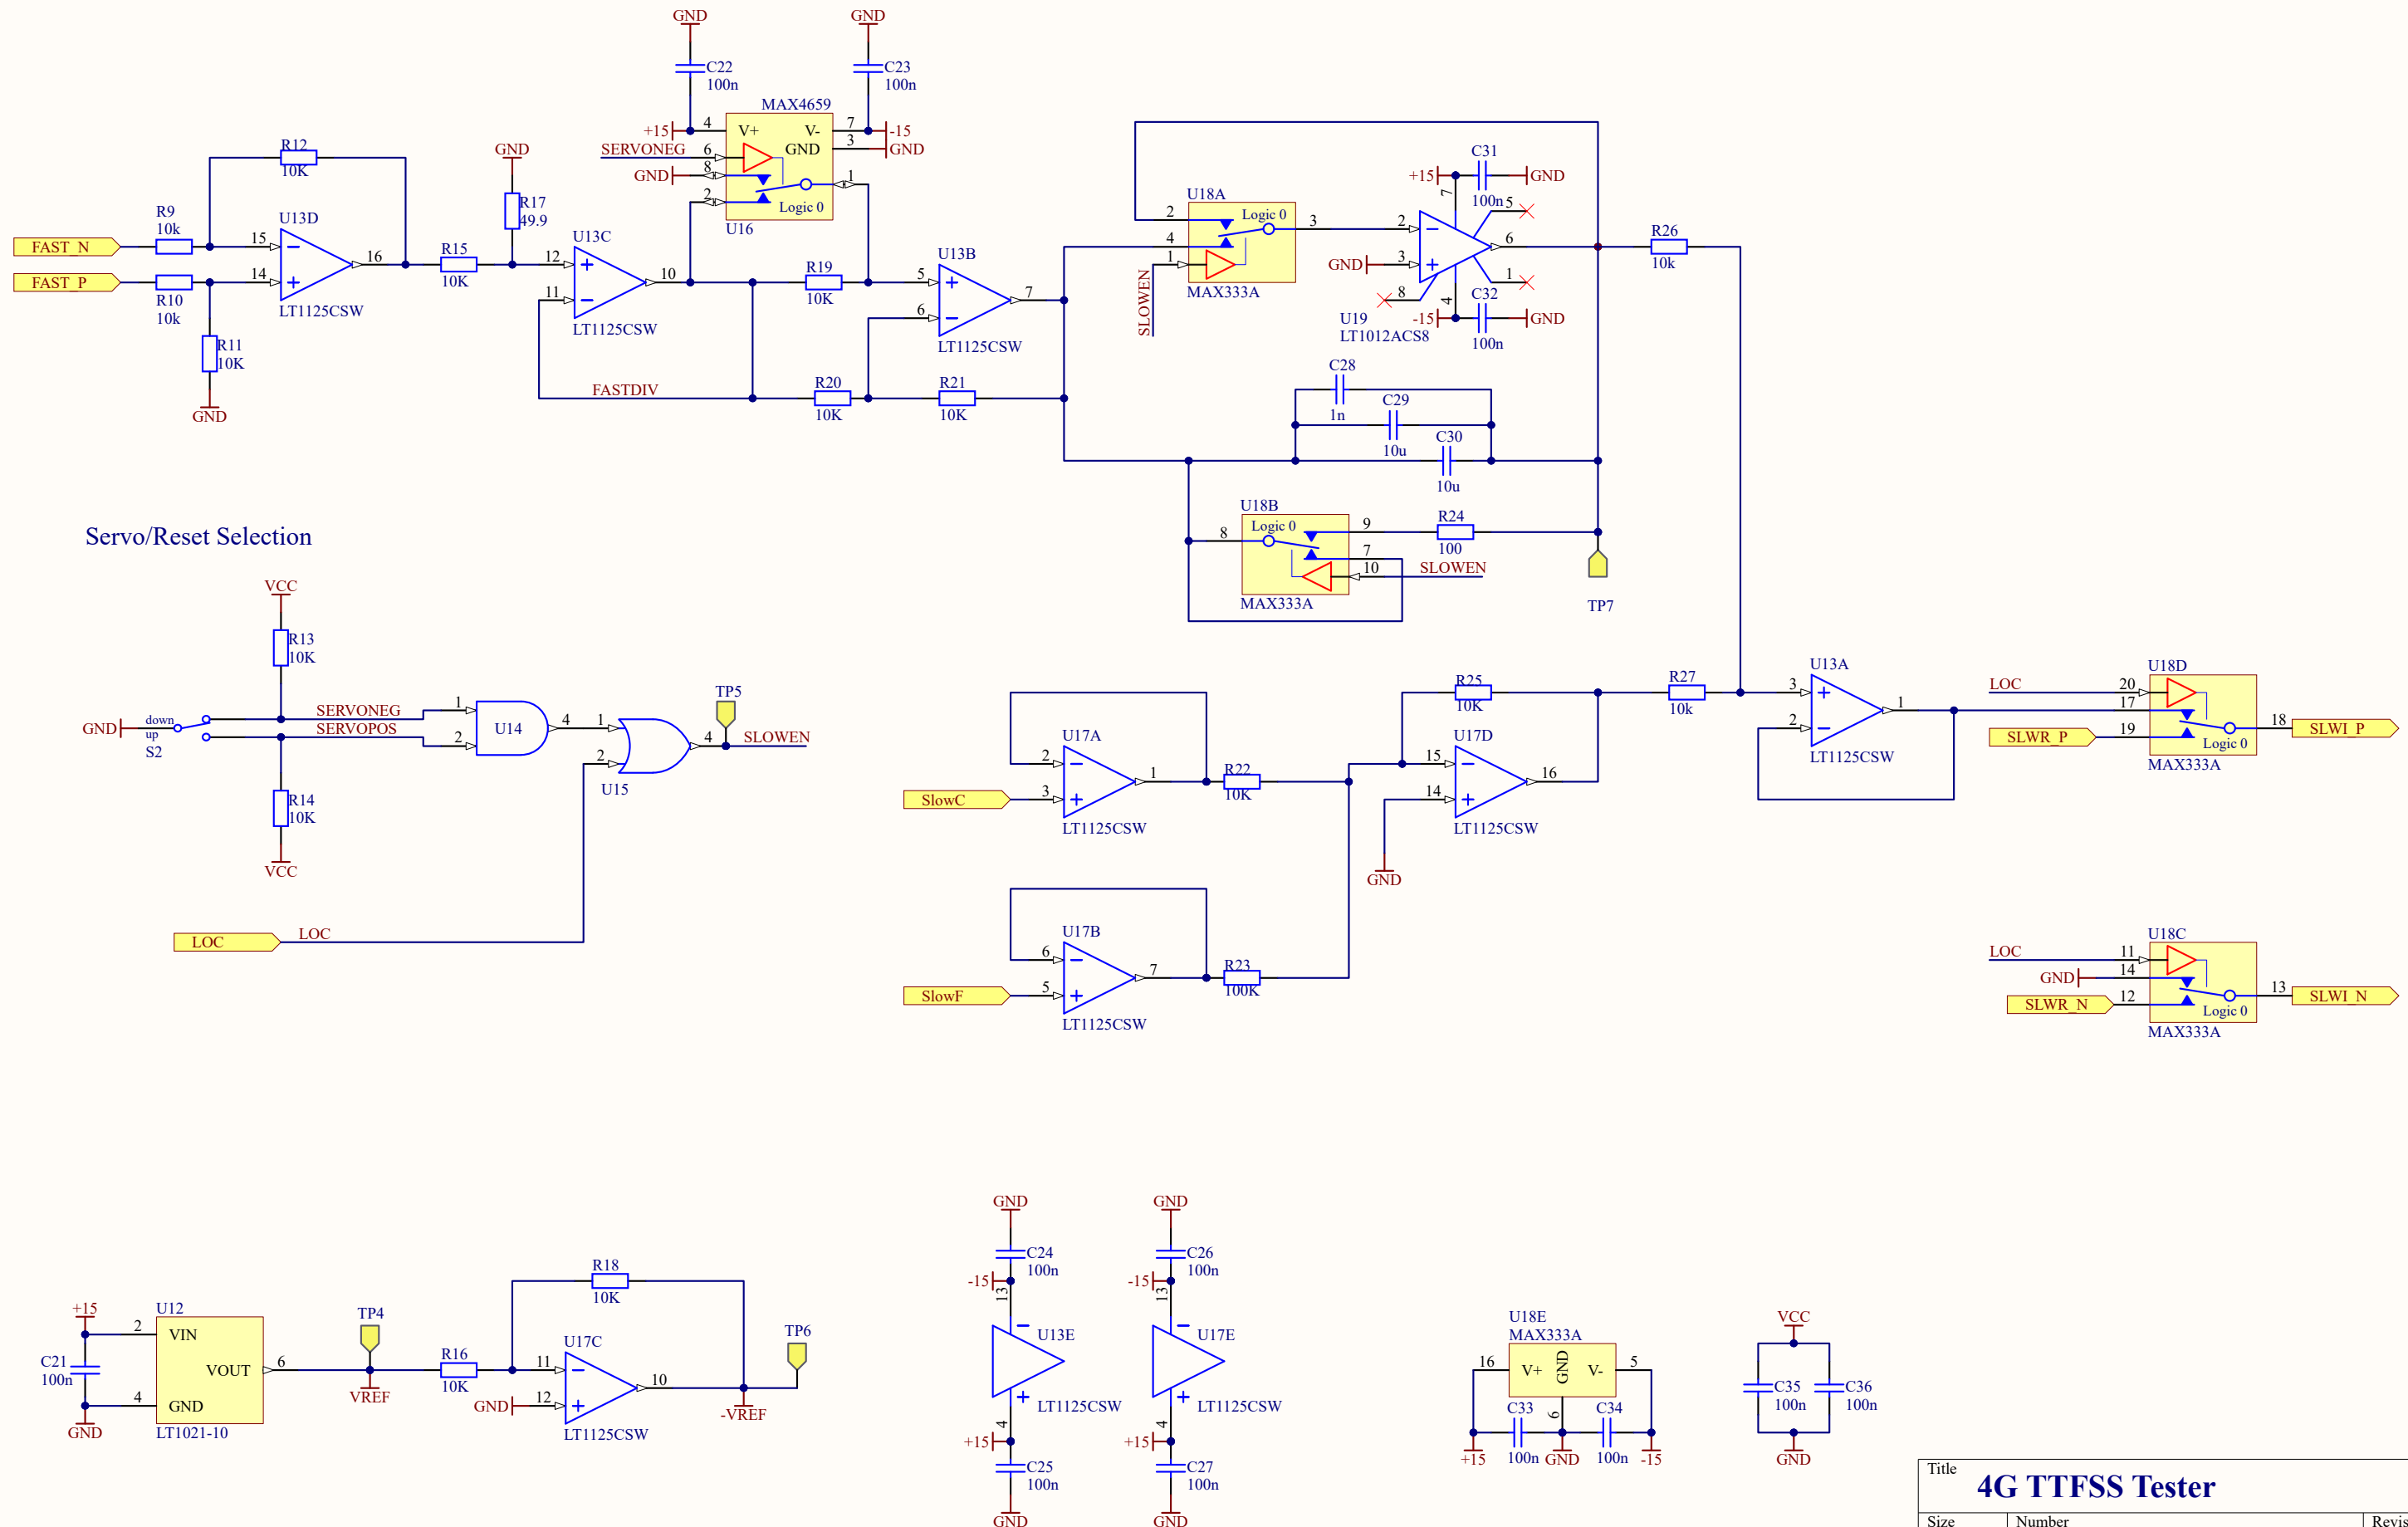 GND
GND
C22
100n
C23
100n
MAX4659
+15
4
V+
V-
7
-15
SERVONEG
6
GND
3
GND
GND
8
1
2
Logic 0
U16
R12
10K
R9
10k
FAST_N
15
U13D
16
FAST_P
14
R10
10k
LT1125CSW
R11
10K
GND
GND
R17
49.9
R15
10K
U13C
12
11
10
LT1125CSW
R19
10K
U13B
5
6
7
LT1125CSW
FASTDIV
R20
10K
R21
10K
U18A
2
Logic 0
3
4
1
SLOWEN
MAX333A
C31
+15
GND
7
100n
5
2
6
GND
3
1
8
4
C32
U19
-15
GND
LT1012ACS8
100n
R26
10k
C28
1n
C29
10u
C30
10u
U18B
8
Logic 0
9
R24
100
7
10
SLOWEN
MAX333A
TP7
Servo/Reset Selection
VCC
R13
10K
GND
down
up
S2
SERVONEG
SERVOPOS
1
2
U14
4
1
2
U15
4
TP5
SLOWEN
R14
10K
VCC
LOC
LOC
U17A
2
1
SlowC
3
LT1125CSW
R22
10K
R25
10K
U17D
15
16
14
LT1125CSW
GND
R27
10k
U13A
3
1
2
LT1125CSW
U18D
LOC
20
17
18
SLWI_P
SLWR_P
19
Logic 0
MAX333A
U17B
6
7
SlowF
5
LT1125CSW
R23
100K
U18C
LOC
11
GND
14
13
SLWI_N
SLWR_N
12
Logic 0
MAX333A
+15
U12
2
VIN
C21
100n
VOUT
6
4
GND
GND
LT1021-10
TP4
VREF
R16
10K
R18
10K
U17C
11
10
GND
12
LT1125CSW
TP6
-VREF
GND
C24
100n
-15
13
U13E
LT1125CSW
4
+15
C25
100n
GND
GND
C26
100n
-15
13
U17E
LT1125CSW
4
+15
C27
100n
GND
U18E
MAX333A
16
V+
GND
V-
5
6
C33
C34
+15
100n
GND
100n
-15
VCC
C35
100n
C36
100n
GND
Title
4G TTFSS Tester
Size
Number
Revis